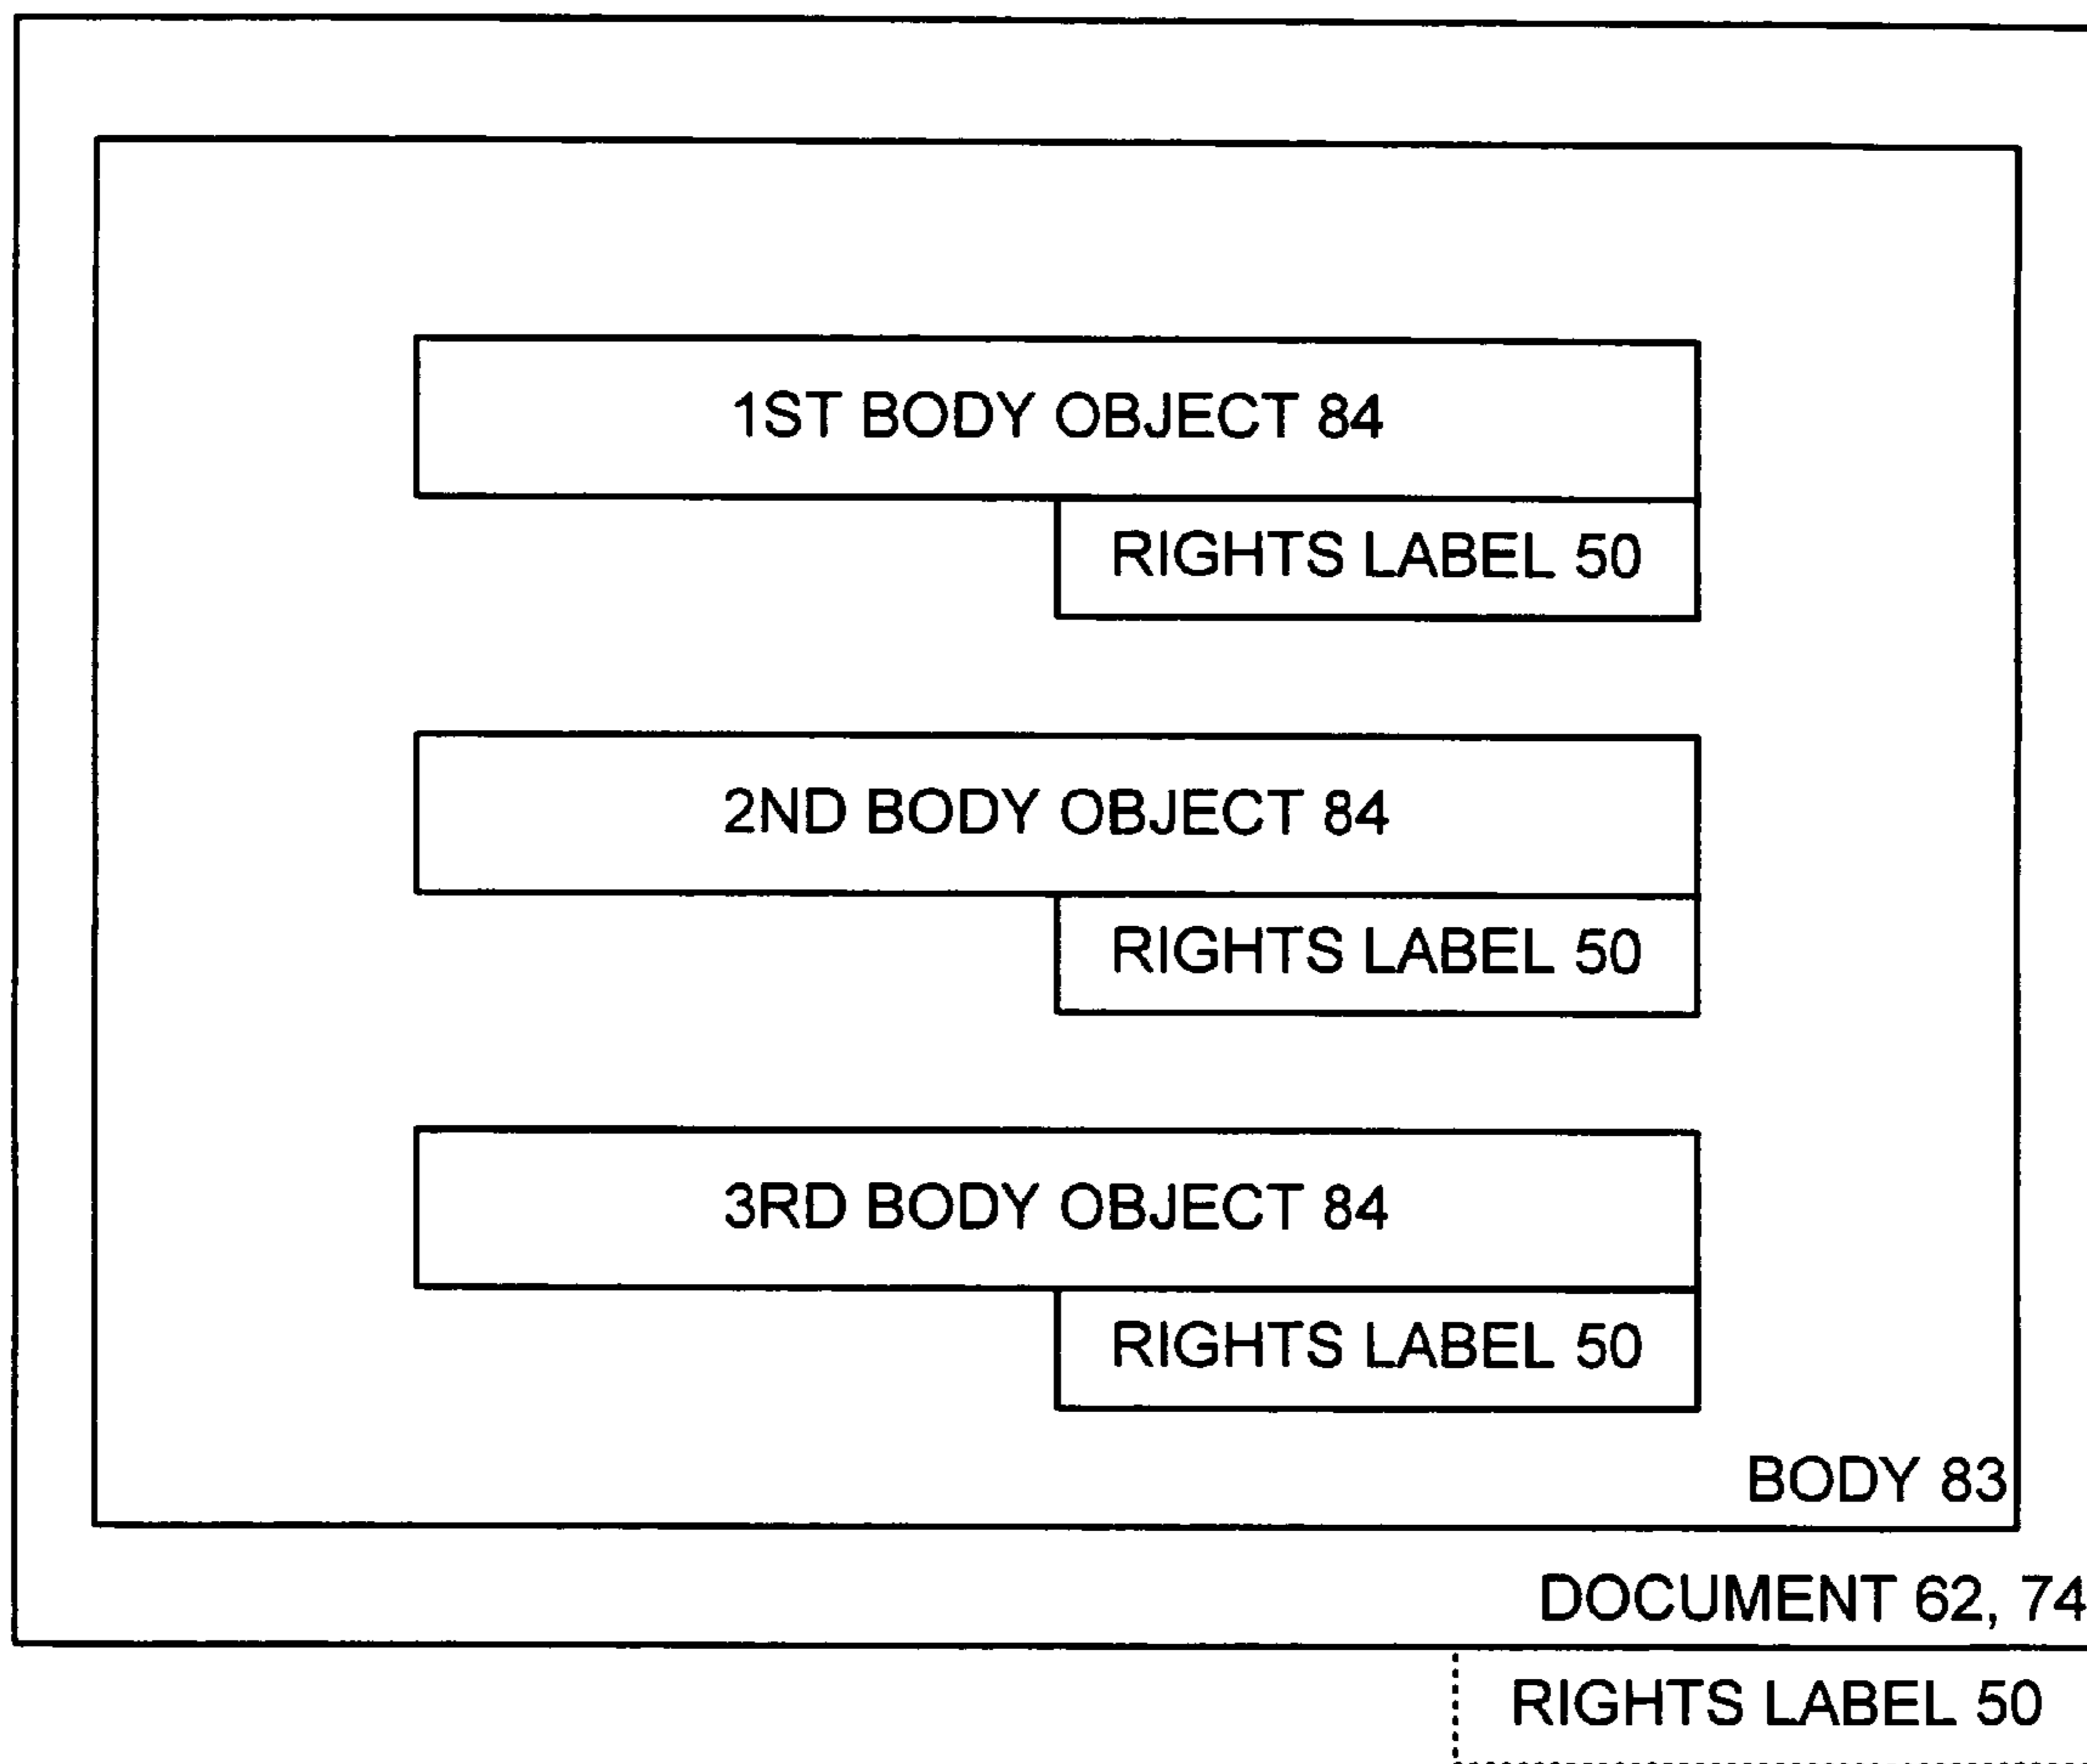 1ST BODY OBJECT 84
RIGHTS LABEL 50
2ND BODY OBJECT 84
RIGHTS LABEL 50
3RD BODY OBJECT 84
RIGHTS LABEL 50
BODY 83
DOCUMENT 62, 74
RIGHTS LABEL 50